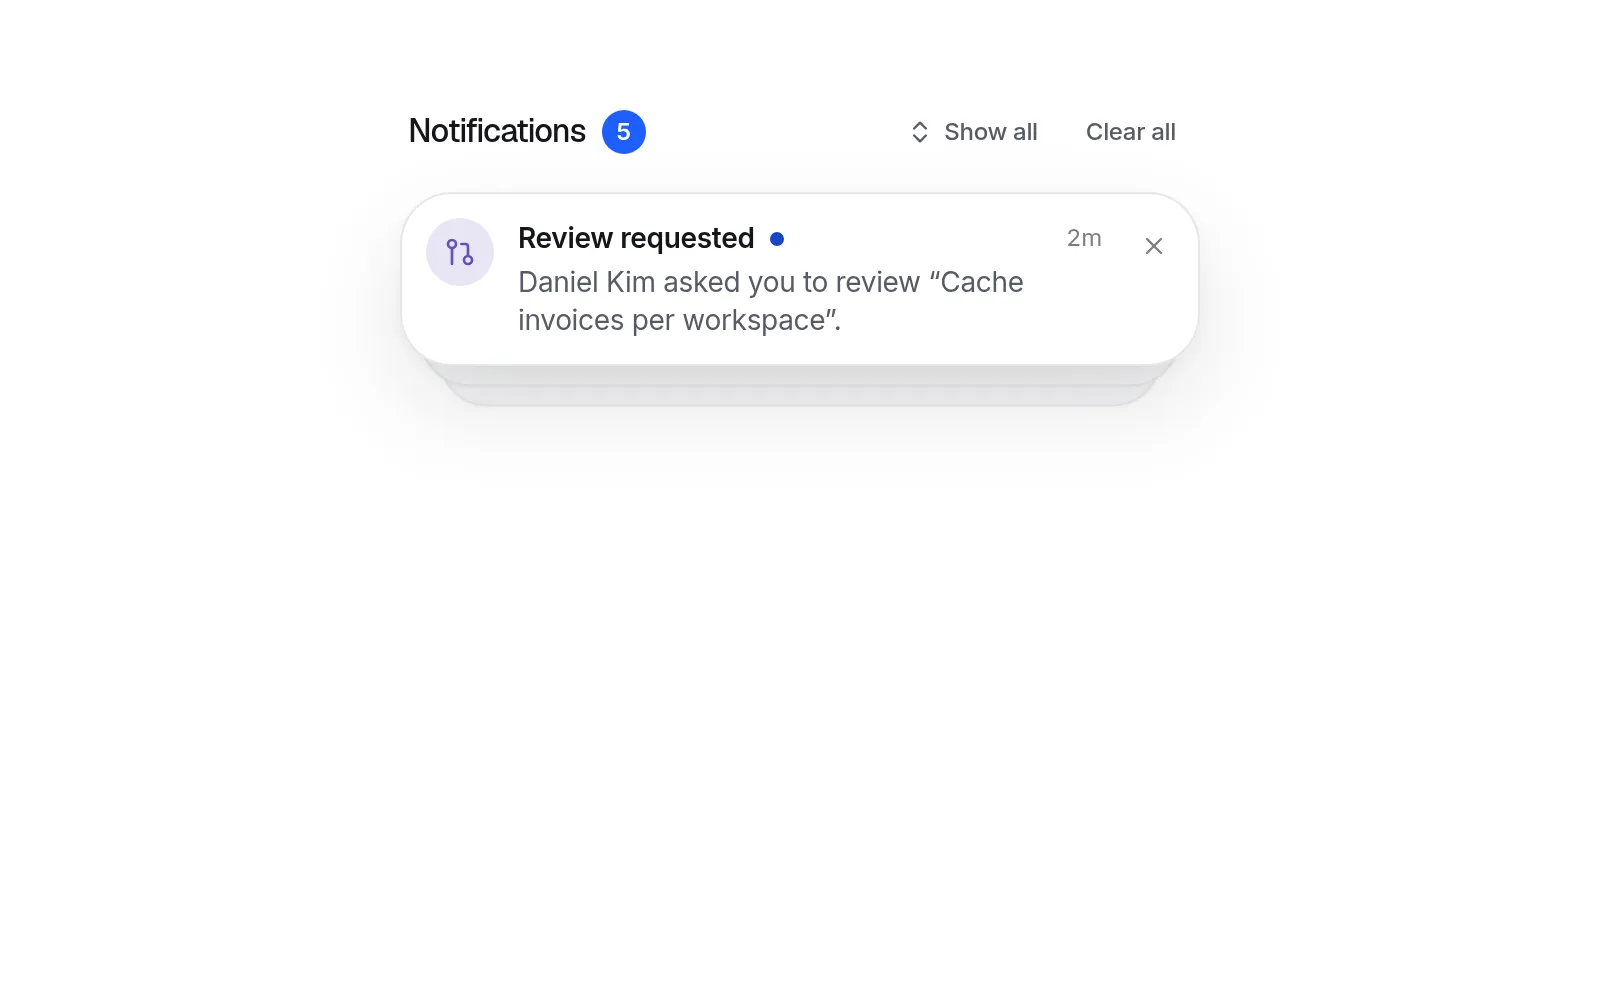 Notifications 5 Show all Clear all
Review requested 2m
Daniel Kim asked you to review “Cache
invoices per workspace”.